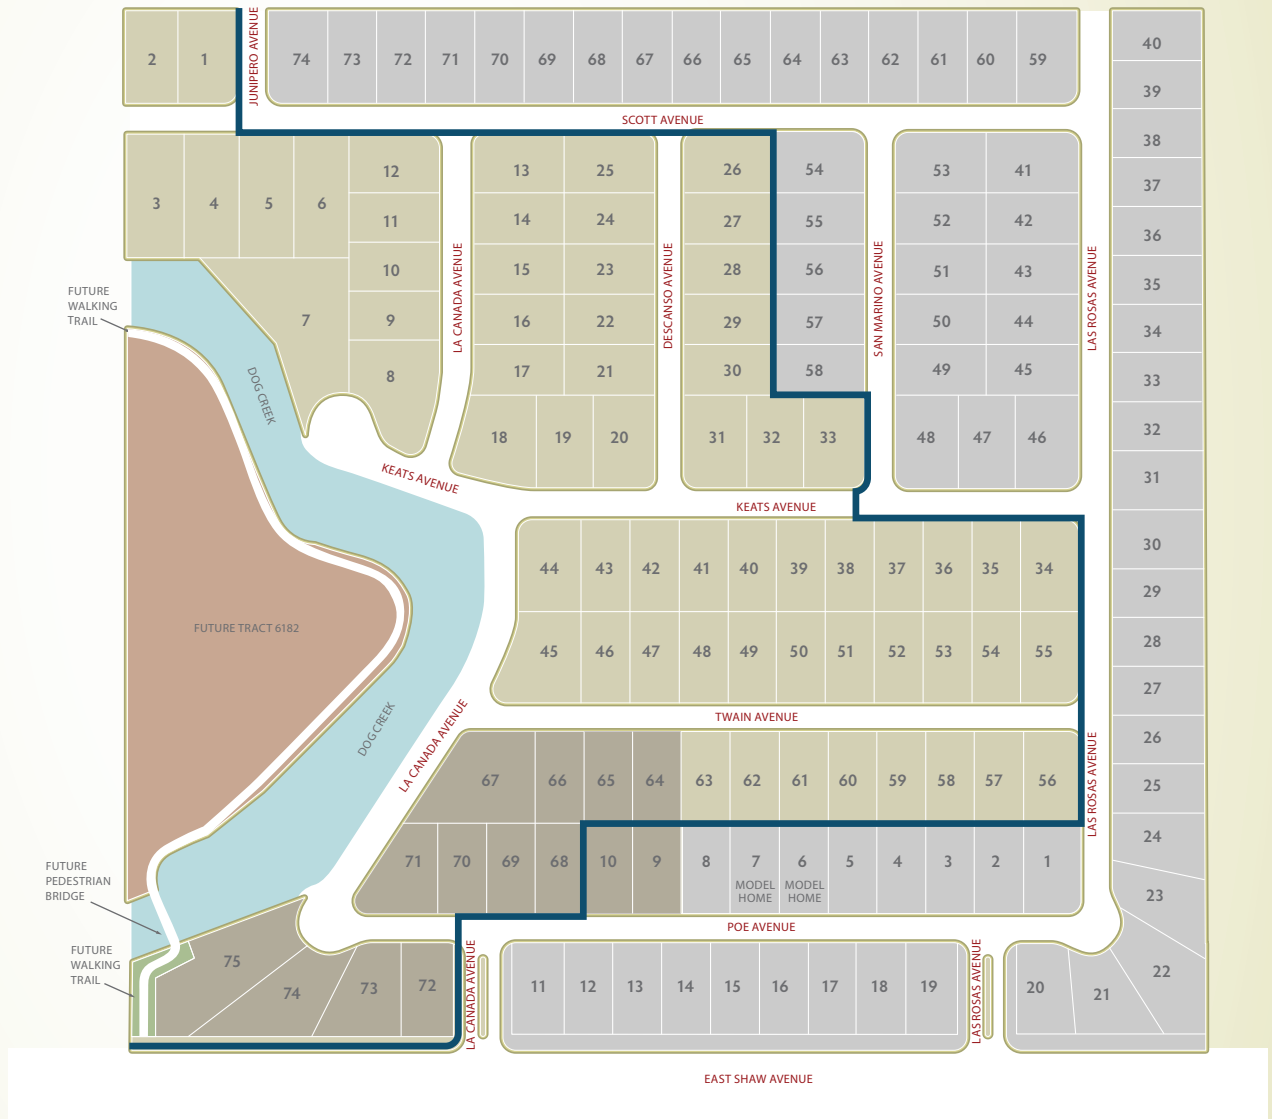 2 1
JUNIPERO AVENUE
74 73 72 71 70 69 68 67 66 65 64 63 62 61 60 59
40
39
38
37
36
35
34
33
32
31
30
29
28
27
26
25
24
23
22
SCOTT AVENUE
3 4 5 6
12
11
10
9
8
7
LA CANADA AVENUE
13 25
14 24
15 23
16 22
17 21
18 19 20
DESCANSO AVENUE
26 54
27 55
28 56
29 57
30 58
31 32 33
SAN MARINO AVENUE
53 41
52 42
51 43
50 44
49 45
48 47 46
LAS ROSAS AVENUE
FUTURE
WALKING
TRAIL
DOG CREEK
KEATS AVENUE
KEATS AVENUE
44 43 42 41 40 39 38 37 36 35 34
45 46 47 48 49 50 51 52 53 54 55
FUTURE TRACT 6182
DOG CREEK
LA CANADA AVENUE
TWAIN AVENUE
67 66 65 64 63 62 61 60 59 58 57 56
LAS ROSAS AVENUE
71 70 69 68 10 9 8 7 6 5 4 3 2 1
MODEL
HOME
MODEL
HOME
FUTURE
PEDESTRIAN
BRIDGE
POE AVENUE
FUTURE
WALKING
TRAIL
75 74 73 72
LA CANADA AVENUE
11 12 13 14 15 16 17 18 19
LAS ROSAS AVENUE
20 21
EAST SHAW AVENUE